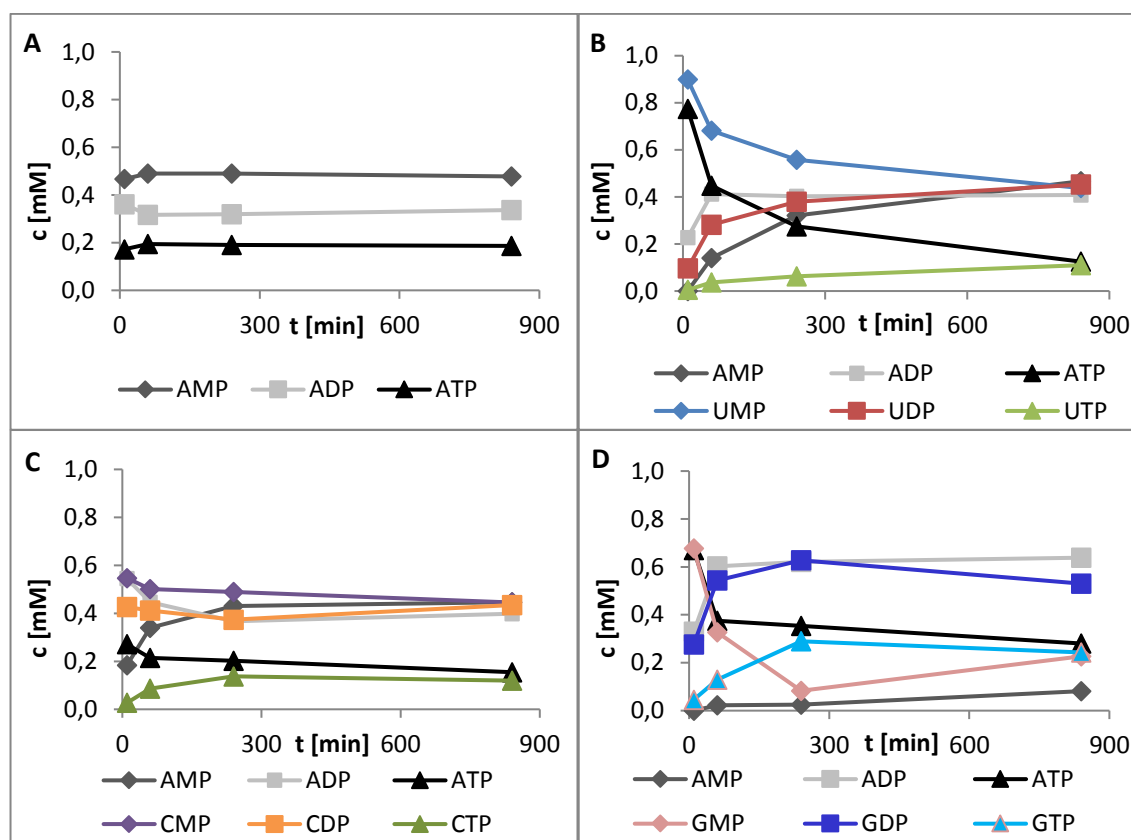 A
1,0
0,8
0,6
0,4
0,2
0,0
c [mM]
0 300 600 900
t [min]
AMP ADP ATP
B
1,0
0,8
0,6
0,4
0,2
0,0
c [mM]
0 300 600 900
t [min]
AMP ADP ATP
UMP UDP UTP
C
1,0
0,8
0,6
0,4
0,2
0,0
c [mM]
0 300 600 900
t [min]
AMP ADP ATP
CMP CDP CTP
D
1,0
0,8
0,6
0,4
0,2
0,0
c [mM]
0 300 600 900
t [min]
AMP ADP ATP
GMP GDP GTP